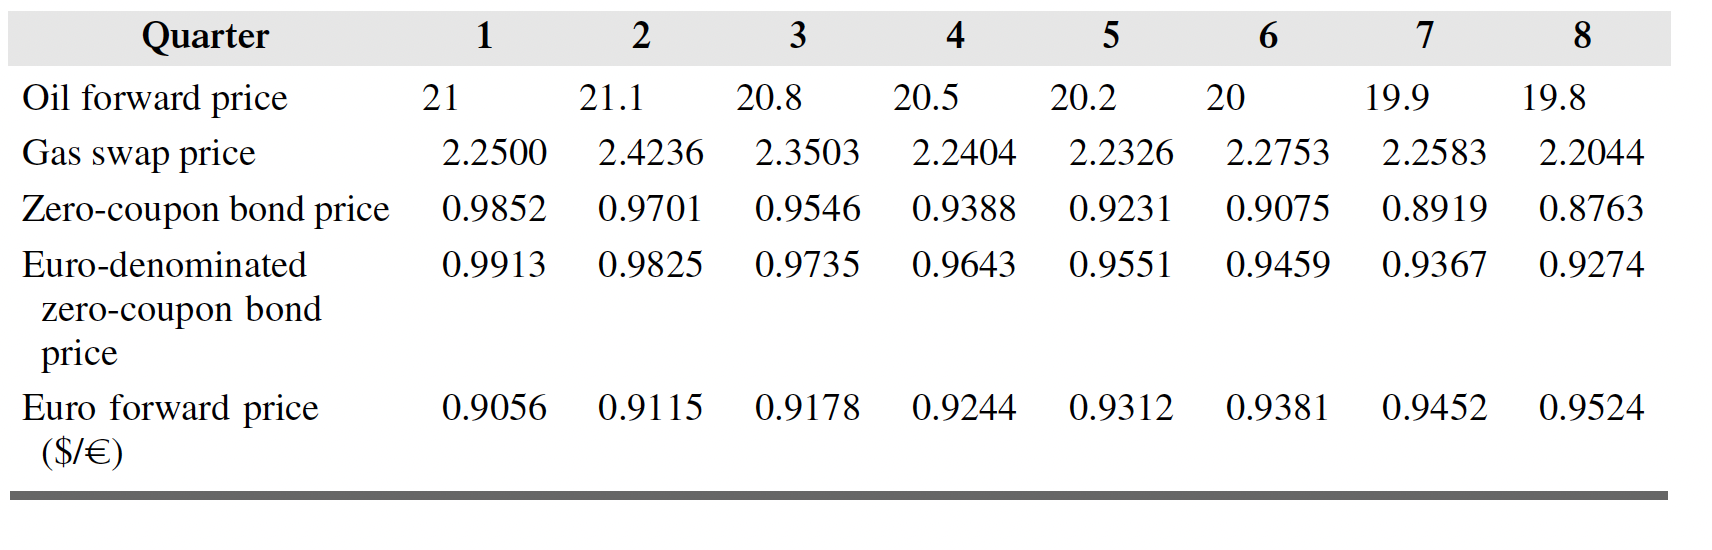 Quarter 1 2 3 4 5 6 7 8
Oil forward price 21 21.1 20.8 20.5 20.2 20 19.9 19.8
Gas swap price 2.2500 2.4236 2.3503 2.2404 2.2326 2.2753 2.2583 2.2044
Zero-coupon bond price 0.9852 0.9701 0.9546 0.9388 0.9231 0.9075 0.8919 0.8763
Euro-denominated 0.9913 0.9825 0.9735 0.9643 0.9551 0.9459 0.9367 0.9274
zero-coupon bond
price
Euro forward price 0.9056 0.9115 0.9178 0.9244 0.9312 0.9381 0.9452 0.9524
($/€)